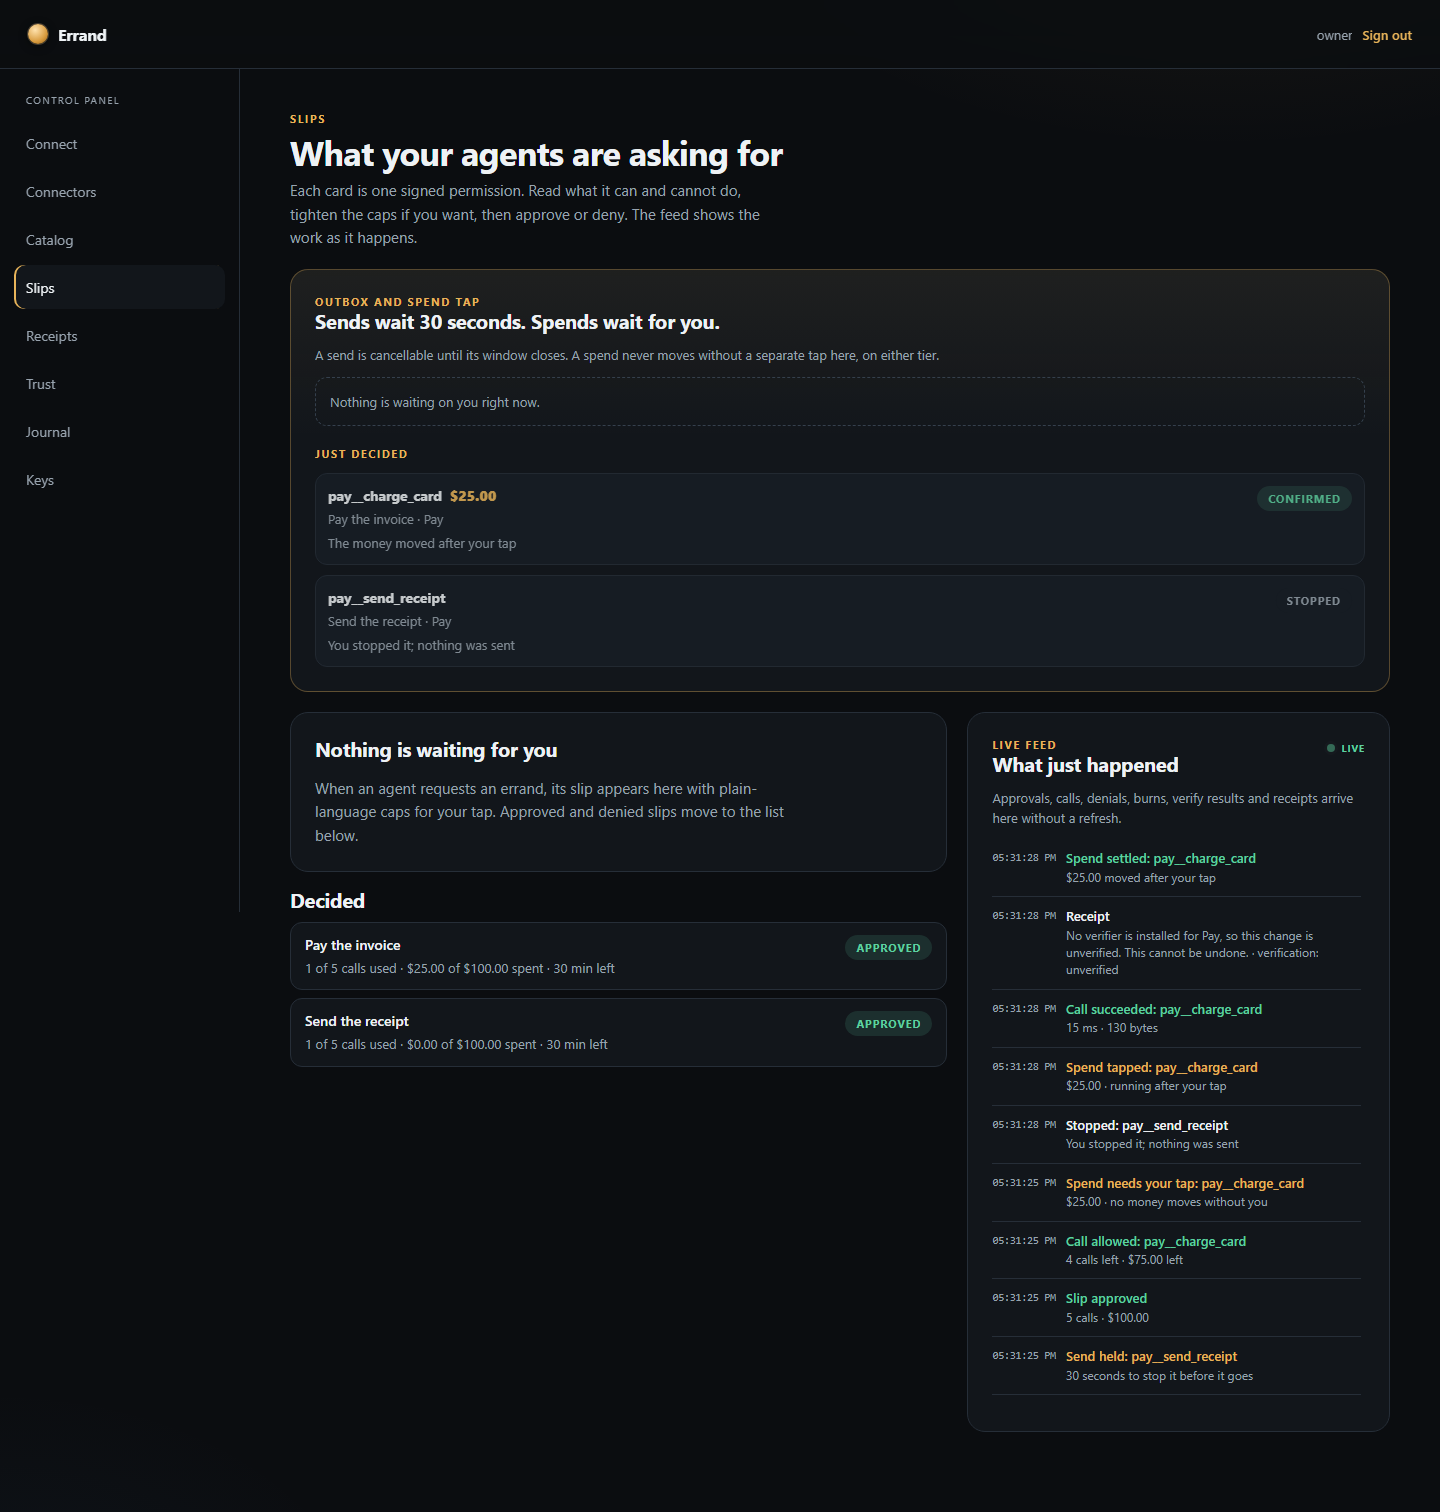 Errand
owner Sign out
CONTROL PANEL
Connect
Connectors
Catalog
Slips
Receipts
Trust
Journal
Keys
SLIPS
What your agents are asking for
Each card is one signed permission. Read what it can and cannot do,
tighten the caps if you want, then approve or deny. The feed shows the
work as it happens.
OUTBOX AND SPEND TAP
Sends wait 30 seconds. Spends wait for you.
A send is cancellable until its window closes. A spend never moves without a separate tap here, on either tier.
Nothing is waiting on you right now.
JUST DECIDED
pay__charge_card $25.00
CONFIRMED
Pay the invoice · Pay
The money moved after your tap
pay__send_receipt
STOPPED
Send the receipt · Pay
You stopped it; nothing was sent
Nothing is waiting for you
When an agent requests an errand, its slip appears here with plain-
language caps for your tap. Approved and denied slips move to the list
below.
Decided
Pay the invoice
APPROVED
1 of 5 calls used · $25.00 of $100.00 spent · 30 min left
Send the receipt
APPROVED
1 of 5 calls used · $0.00 of $100.00 spent · 30 min left
LIVE FEED
LIVE
What just happened
Approvals, calls, denials, burns, verify results and receipts arrive
here without a refresh.
05:31:28 PM Spend settled: pay__charge_card
$25.00 moved after your tap
05:31:28 PM Receipt
No verifier is installed for Pay, so this change is
unverified. This cannot be undone. · verification:
unverified
05:31:28 PM Call succeeded: pay__charge_card
15 ms · 130 bytes
05:31:28 PM Spend tapped: pay__charge_card
$25.00 · running after your tap
05:31:28 PM Stopped: pay__send_receipt
You stopped it; nothing was sent
05:31:25 PM Spend needs your tap: pay__charge_card
$25.00 · no money moves without you
05:31:25 PM Call allowed: pay__charge_card
4 calls left · $75.00 left
05:31:25 PM Slip approved
5 calls · $100.00
05:31:25 PM Send held: pay__send_receipt
30 seconds to stop it before it goes